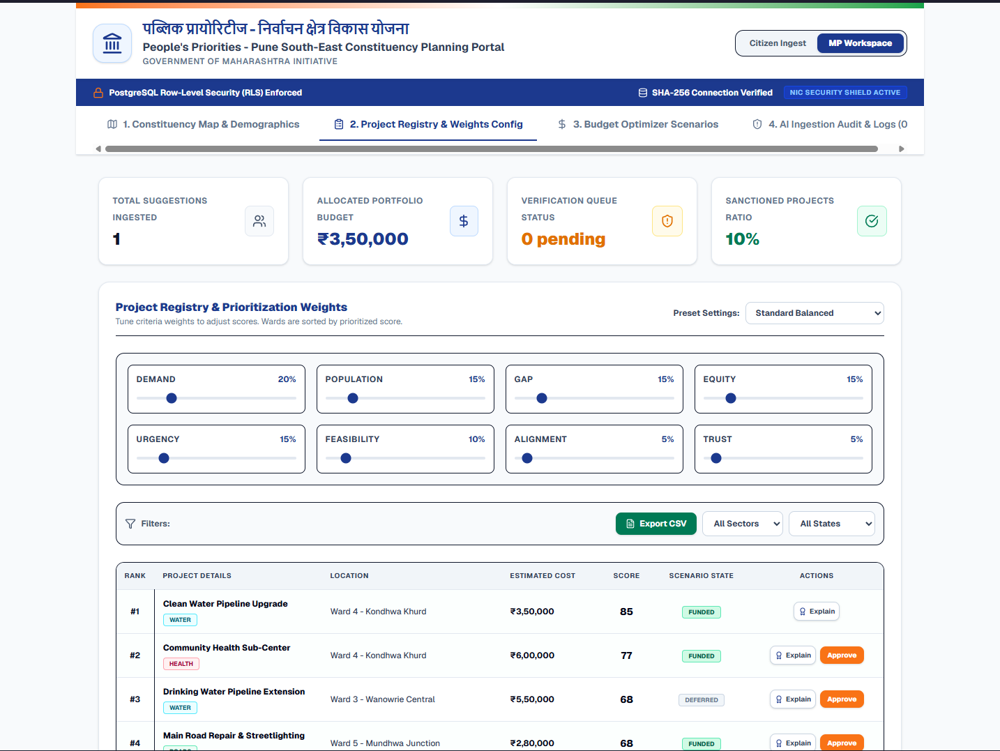 पब्लिक प्रायोरिटीज - निर्वाचन क्षेत्र विकास योजना
People's Priorities - Pune South-East Constituency Planning Portal
GOVERNMENT OF MAHARASHTRA INITIATIVE
Citizen Ingest
MP Workspace
PostgreSQL Row-Level Security (RLS) Enforced
SHA-256 Connection Verified
NIC SECURITY SHIELD ACTIVE
1. Constituency Map & Demographics
2. Project Registry & Weights Config
3. Budget Optimizer Scenarios
4. AI Ingestion Audit & Logs (0
TOTAL SUGGESTIONS
INGESTED
1
ALLOCATED PORTFOLIO
BUDGET
₹3,50,000
VERIFICATION QUEUE
STATUS
0 pending
SANCTIONED PROJECTS
RATIO
10%
Project Registry & Prioritization Weights
Tune criteria weights to adjust scores. Wards are sorted by prioritized score.
Preset Settings:
Standard Balanced
DEMAND 20%
POPULATION 15%
GAP 15%
EQUITY 15%
URGENCY 15%
FEASIBILITY 10%
ALIGNMENT 5%
TRUST 5%
Filters:
Export CSV
All Sectors
All States
RANK PROJECT DETAILS LOCATION ESTIMATED COST SCORE SCENARIO STATE ACTIONS
#1 Clean Water Pipeline Upgrade Ward 4 - Kondhwa Khurd ₹3,50,000 85 FUNDED Explain
WATER
#2 Community Health Sub-Center Ward 4 - Kondhwa Khurd ₹6,00,000 77 FUNDED Explain Approve
HEALTH
#3 Drinking Water Pipeline Extension Ward 3 - Wanowrie Central ₹5,50,000 68 DEFERRED Explain Approve
WATER
#4 Main Road Repair & Streetlighting Ward 5 - Mundhwa Junction ₹2,80,000 68 FUNDED Explain Approve